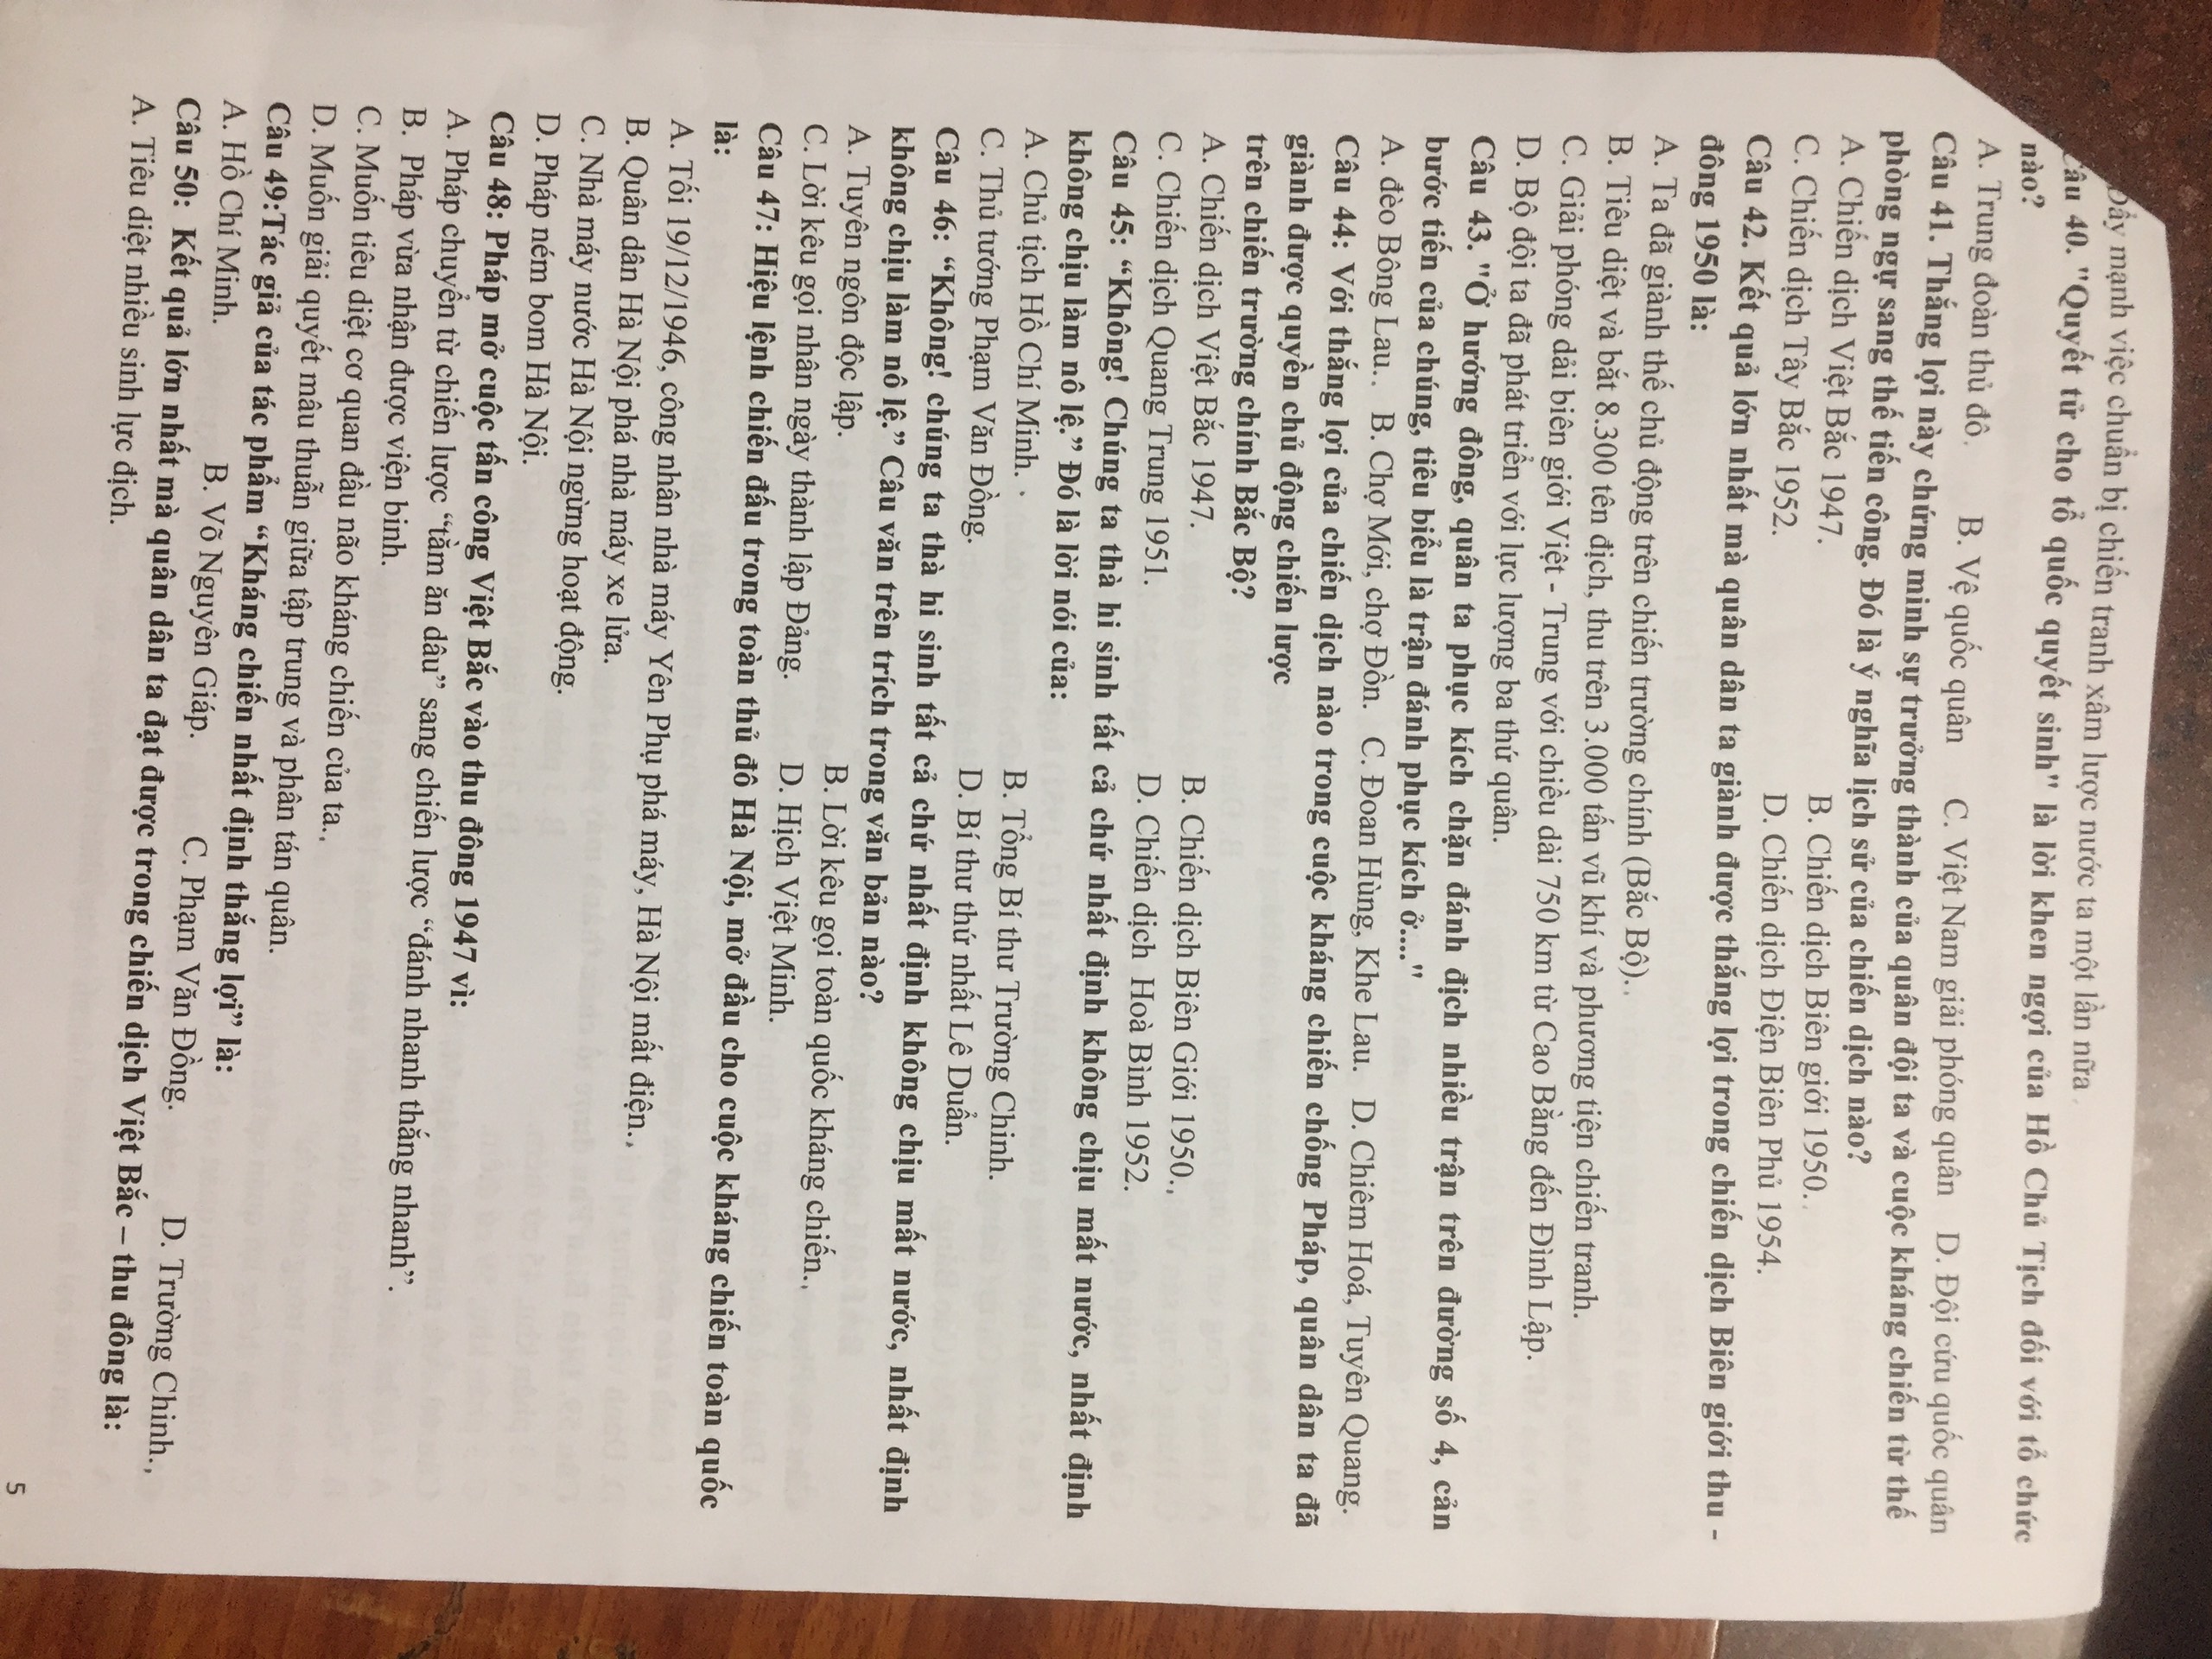 Đẩy mạnh việc chuẩn bị chiến tranh xâm lược nước ta một lần nữa .
Câu 40. "Quyết tử cho tổ quốc quyết sinh" là lời khen ngợi của Hồ Chủ Tịch đối với tổ chức
nào?
A. Trung đoàn thủ đô. B. Vệ quốc quân C. Việt Nam giải phóng quân D. Đội cứu quốc quân
Câu 41. Thắng lợi này chứng minh sự trưởng thành của quân đội ta và cuộc kháng chiến từ thế
phòng ngự sang thế tiến công. Đó là ý nghĩa lịch sử của chiến dịch nào?
A. Chiến dịch Việt Bắc 1947. B. Chiến dịch Biên giới 1950..
C. Chiến dịch Tây Bắc 1952. D. Chiến dịch Điện Biên Phủ 1954.
Câu 42. Kết quả lớn nhất mà quân dân ta giành được thắng lợi trong chiến dịch Biên giới thu -
đông 1950 là:
A. Ta đã giành thế chủ động trên chiến trường chính (Bắc Bộ)..
B. Tiêu diệt và bắt 8.300 tên địch, thu trên 3.000 tấn vũ khí và phương tiện chiến tranh.
C. Giải phóng dải biên giới Việt - Trung với chiều dài 750 km từ Cao Bằng đến Đình Lập.
D. Bộ đội ta đã phát triển với lực lượng ba thứ quân.
Câu 43. "Ở hướng đông, quân ta phục kích chặn đánh địch nhiều trận trên đường số 4, cản
bước tiến của chúng, tiêu biểu là trận đánh phục kích ở...."
A. đèo Bông Lau.. B. Chợ Mới, chợ Đồn. C. Đoan Hùng, Khe Lau. D. Chiêm Hoá, Tuyên Quang.
Câu 44: Với thắng lợi của chiến dịch nào trong cuộc kháng chiến chống Pháp, quân dân ta đã
giành được quyền chủ động chiến lược
trên chiến trường chính Bắc Bộ?
A. Chiến dịch Việt Bắc 1947. B. Chiến dịch Biên Giới 1950.,
C. Chiến dịch Quang Trung 1951. D. Chiến dịch Hoà Bình 1952.
Câu 45: “Không! Chúng ta thà hi sinh tất cả chứ nhất định không chịu mất nước, nhất định
không chịu làm nô lệ.” Đó là lời nói của:
A. Chủ tịch Hồ Chí Minh. . B. Tổng Bí thư Trường Chinh.
C. Thủ tướng Phạm Văn Đồng. D. Bí thư thứ nhất Lê Duẩn.
Câu 46: “Không! chúng ta thà hi sinh tất cả chứ nhất định không chịu mất nước, nhất định
không chịu làm nô lệ.” Câu văn trên trích trong văn bản nào?
A. Tuyên ngôn độc lập. B. Lời kêu gọi toàn quốc kháng chiến.,
C. Lời kêu gọi nhân ngày thành lập Đảng. D. Hịch Việt Minh.
Câu 47: Hiệu lệnh chiến đấu trong toàn thủ đô Hà Nội, mở đầu cho cuộc kháng chiến toàn quốc
là:
A. Tối 19/12/1946, công nhân nhà máy Yên Phụ phá máy, Hà Nội mất điện.,
B. Quân dân Hà Nội phá nhà máy xe lửa.
C. Nhà máy nước Hà Nội ngừng hoạt động.
D. Pháp ném bom Hà Nội.
Câu 48: Pháp mở cuộc tấn công Việt Bắc vào thu đông 1947 vì:
A. Pháp chuyển từ chiến lược “tằm ăn dâu” sang chiến lược “đánh nhanh thắng nhanh”.
B. Pháp vừa nhận được viện binh.
C. Muốn tiêu diệt cơ quan đầu não kháng chiến của ta.,
D. Muốn giải quyết mâu thuẫn giữa tập trung và phân tán quân.
Câu 49:Tác giả của tác phẩm “Kháng chiến nhất định thắng lợi” là:
A. Hồ Chí Minh. B. Võ Nguyên Giáp. C. Phạm Văn Đồng. D. Trường Chinh.,
Câu 50: Kết quả lớn nhất mà quân dân ta đạt được trong chiến dịch Việt Bắc – thu đông là:
A. Tiêu diệt nhiều sinh lực địch.
5